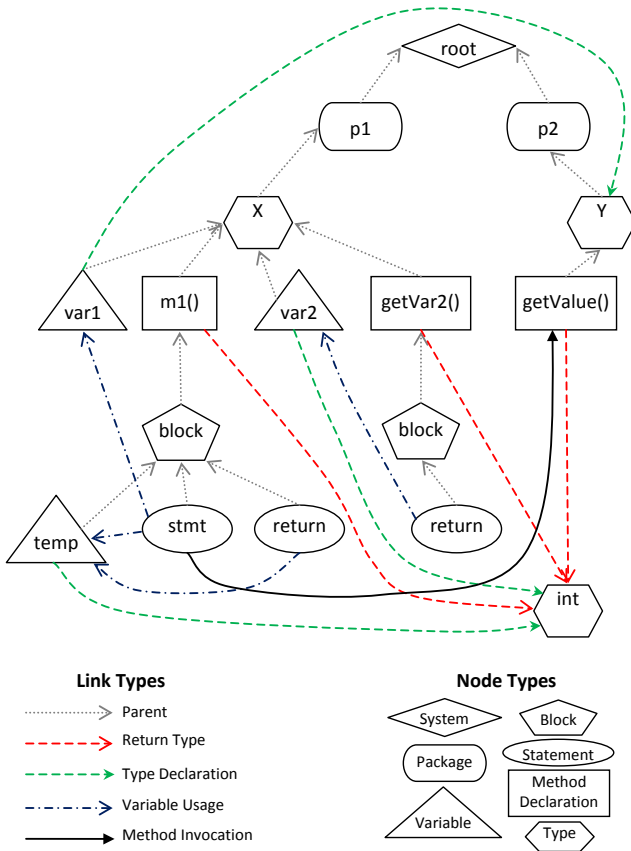 root
p1
p2
X
Y
var1
m1()
var2
getVar2()
getValue()
block
block
temp
stmt
return
return
int
Link Types
Parent
Return Type
Type Declaration
Variable Usage
Method Invocation
Node Types
System
Block
Package
Statement
Method
Declaration
Variable
Type